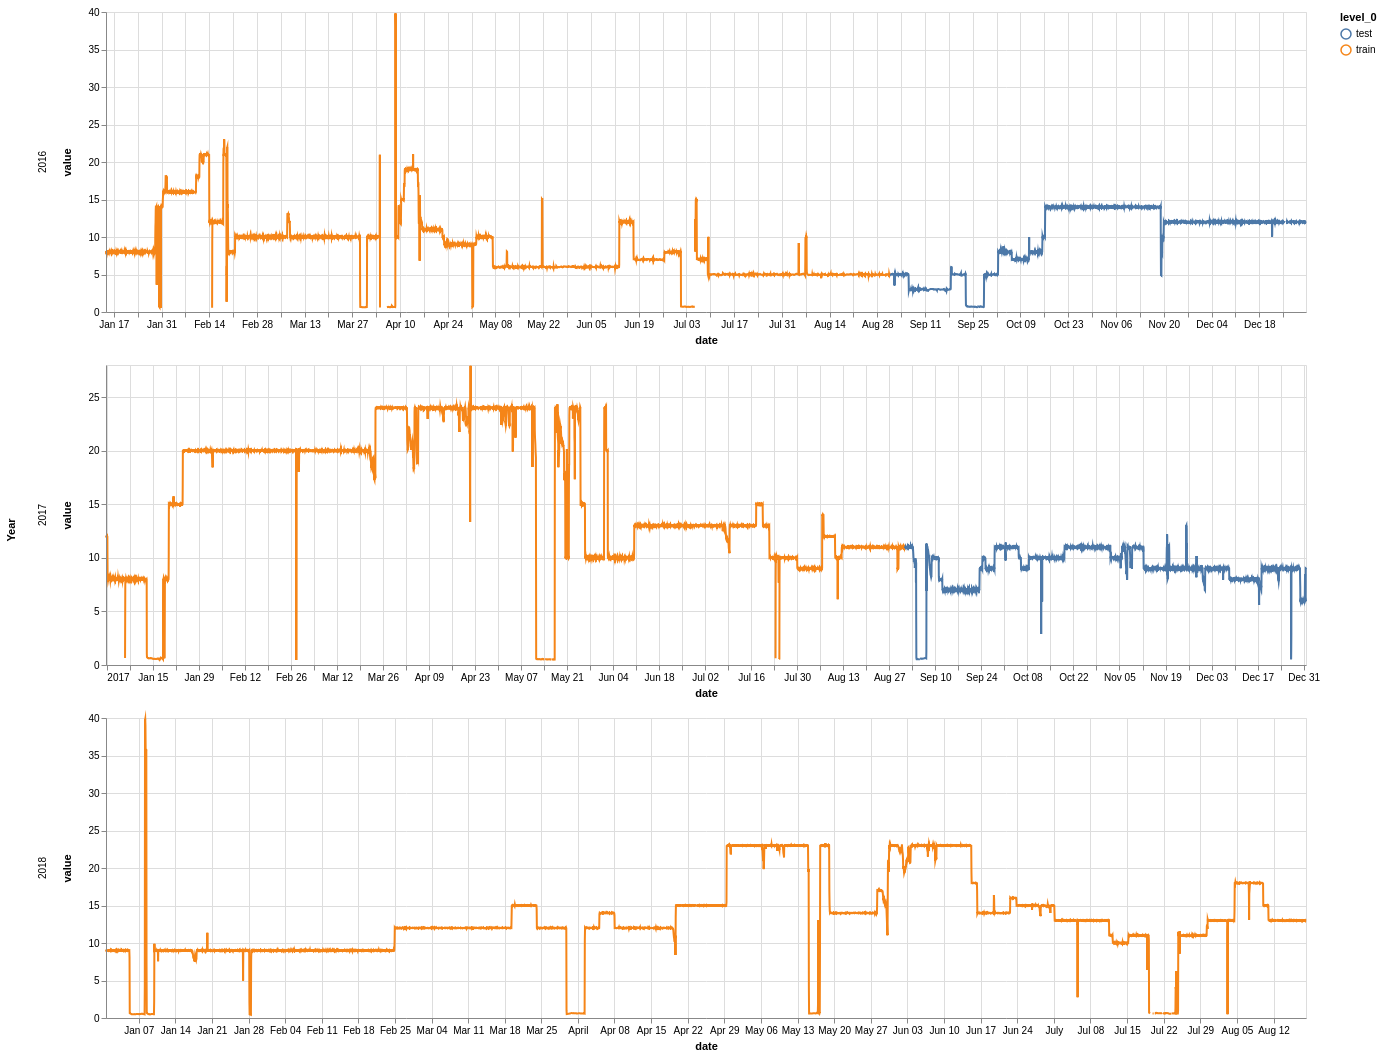 level_0
test
train
40
35
30
25
20
15
10
5
0
value
2016
Jan 17 Jan 31 Feb 14 Feb 28 Mar 13 Mar 27 Apr 10 Apr 24 May 08 May 22 Jun 05 Jun 19 Jul 03 Jul 17 Jul 31 Aug 14 Aug 28 Sep 11 Sep 25 Oct 09 Oct 23 Nov 06 Nov 20 Dec 04 Dec 18
date
25
20
15
10
5
0
value
2017
Year
2017 Jan 15 Jan 29 Feb 12 Feb 26 Mar 12 Mar 26 Apr 09 Apr 23 May 07 May 21 Jun 04 Jun 18 Jul 02 Jul 16 Jul 30 Aug 13 Aug 27 Sep 10 Sep 24 Oct 08 Oct 22 Nov 05 Nov 19 Dec 03 Dec 17 Dec 31
date
40
35
30
25
20
15
10
5
0
value
2018
Jan 07 Jan 14 Jan 21 Jan 28 Feb 04 Feb 11 Feb 18 Feb 25 Mar 04 Mar 11 Mar 18 Mar 25 April Apr 08 Apr 15 Apr 22 Apr 29 May 06 May 13 May 20 May 27 Jun 03 Jun 10 Jun 17 Jun 24 July Jul 08 Jul 15 Jul 22 Jul 29 Aug 05 Aug 12
date